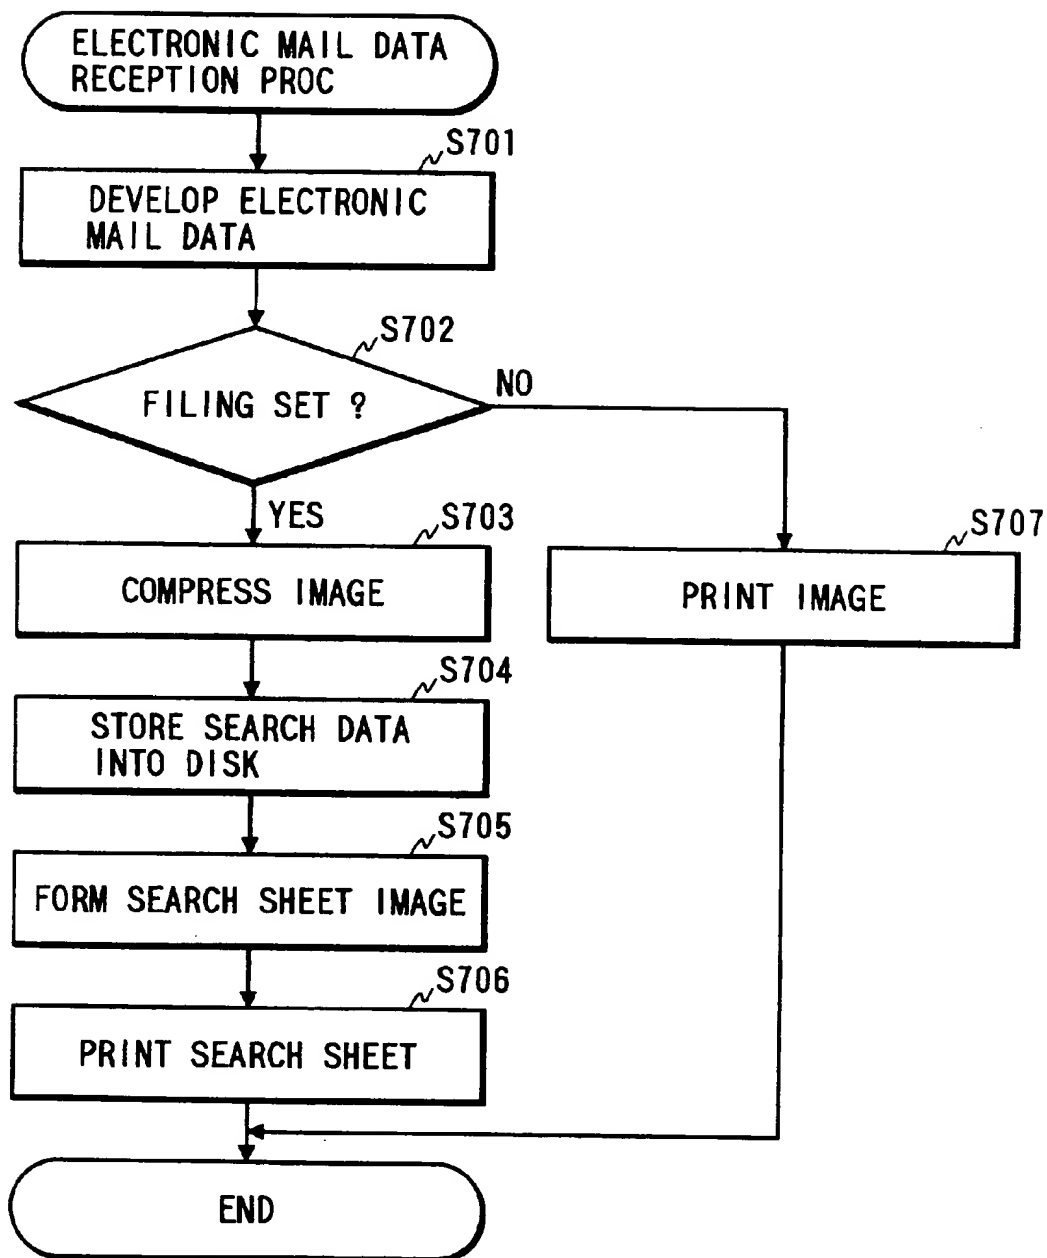 ELECTRONIC MAIL DATA
RECEPTION PROC
S701
DEVELOP ELECTRONIC
MAIL DATA
S702
FILING SET ?
NO
YES
S703
COMPRESS IMAGE
S707
PRINT IMAGE
S704
STORE SEARCH DATA
INTO DISK
S705
FORM SEARCH SHEET IMAGE
S706
PRINT SEARCH SHEET
END